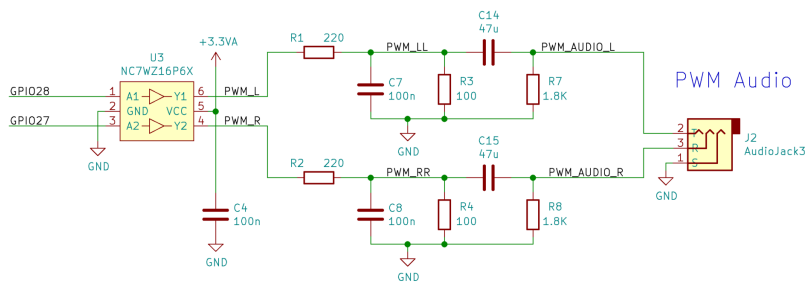 C14
47u
R1 220
PWM_LL
PWM_AUDIO_L
+3.3VA
U3
NC7WZ16P6X
PWM Audio
C7
100n
R3
100
R7
1.8K
GPIO28
1 A1 Y1 6
PWM_L
2 GND VCC 5
GPIO27
3 A2 Y2 4
PWM_R
GND
GND
2 T
3 R
1 S
J2
AudioJack3
C15
47u
R2 220
PWM_RR
PWM_AUDIO_R
GND
C4
100n
C8
100n
R4
100
R8
1.8K
GND
GND